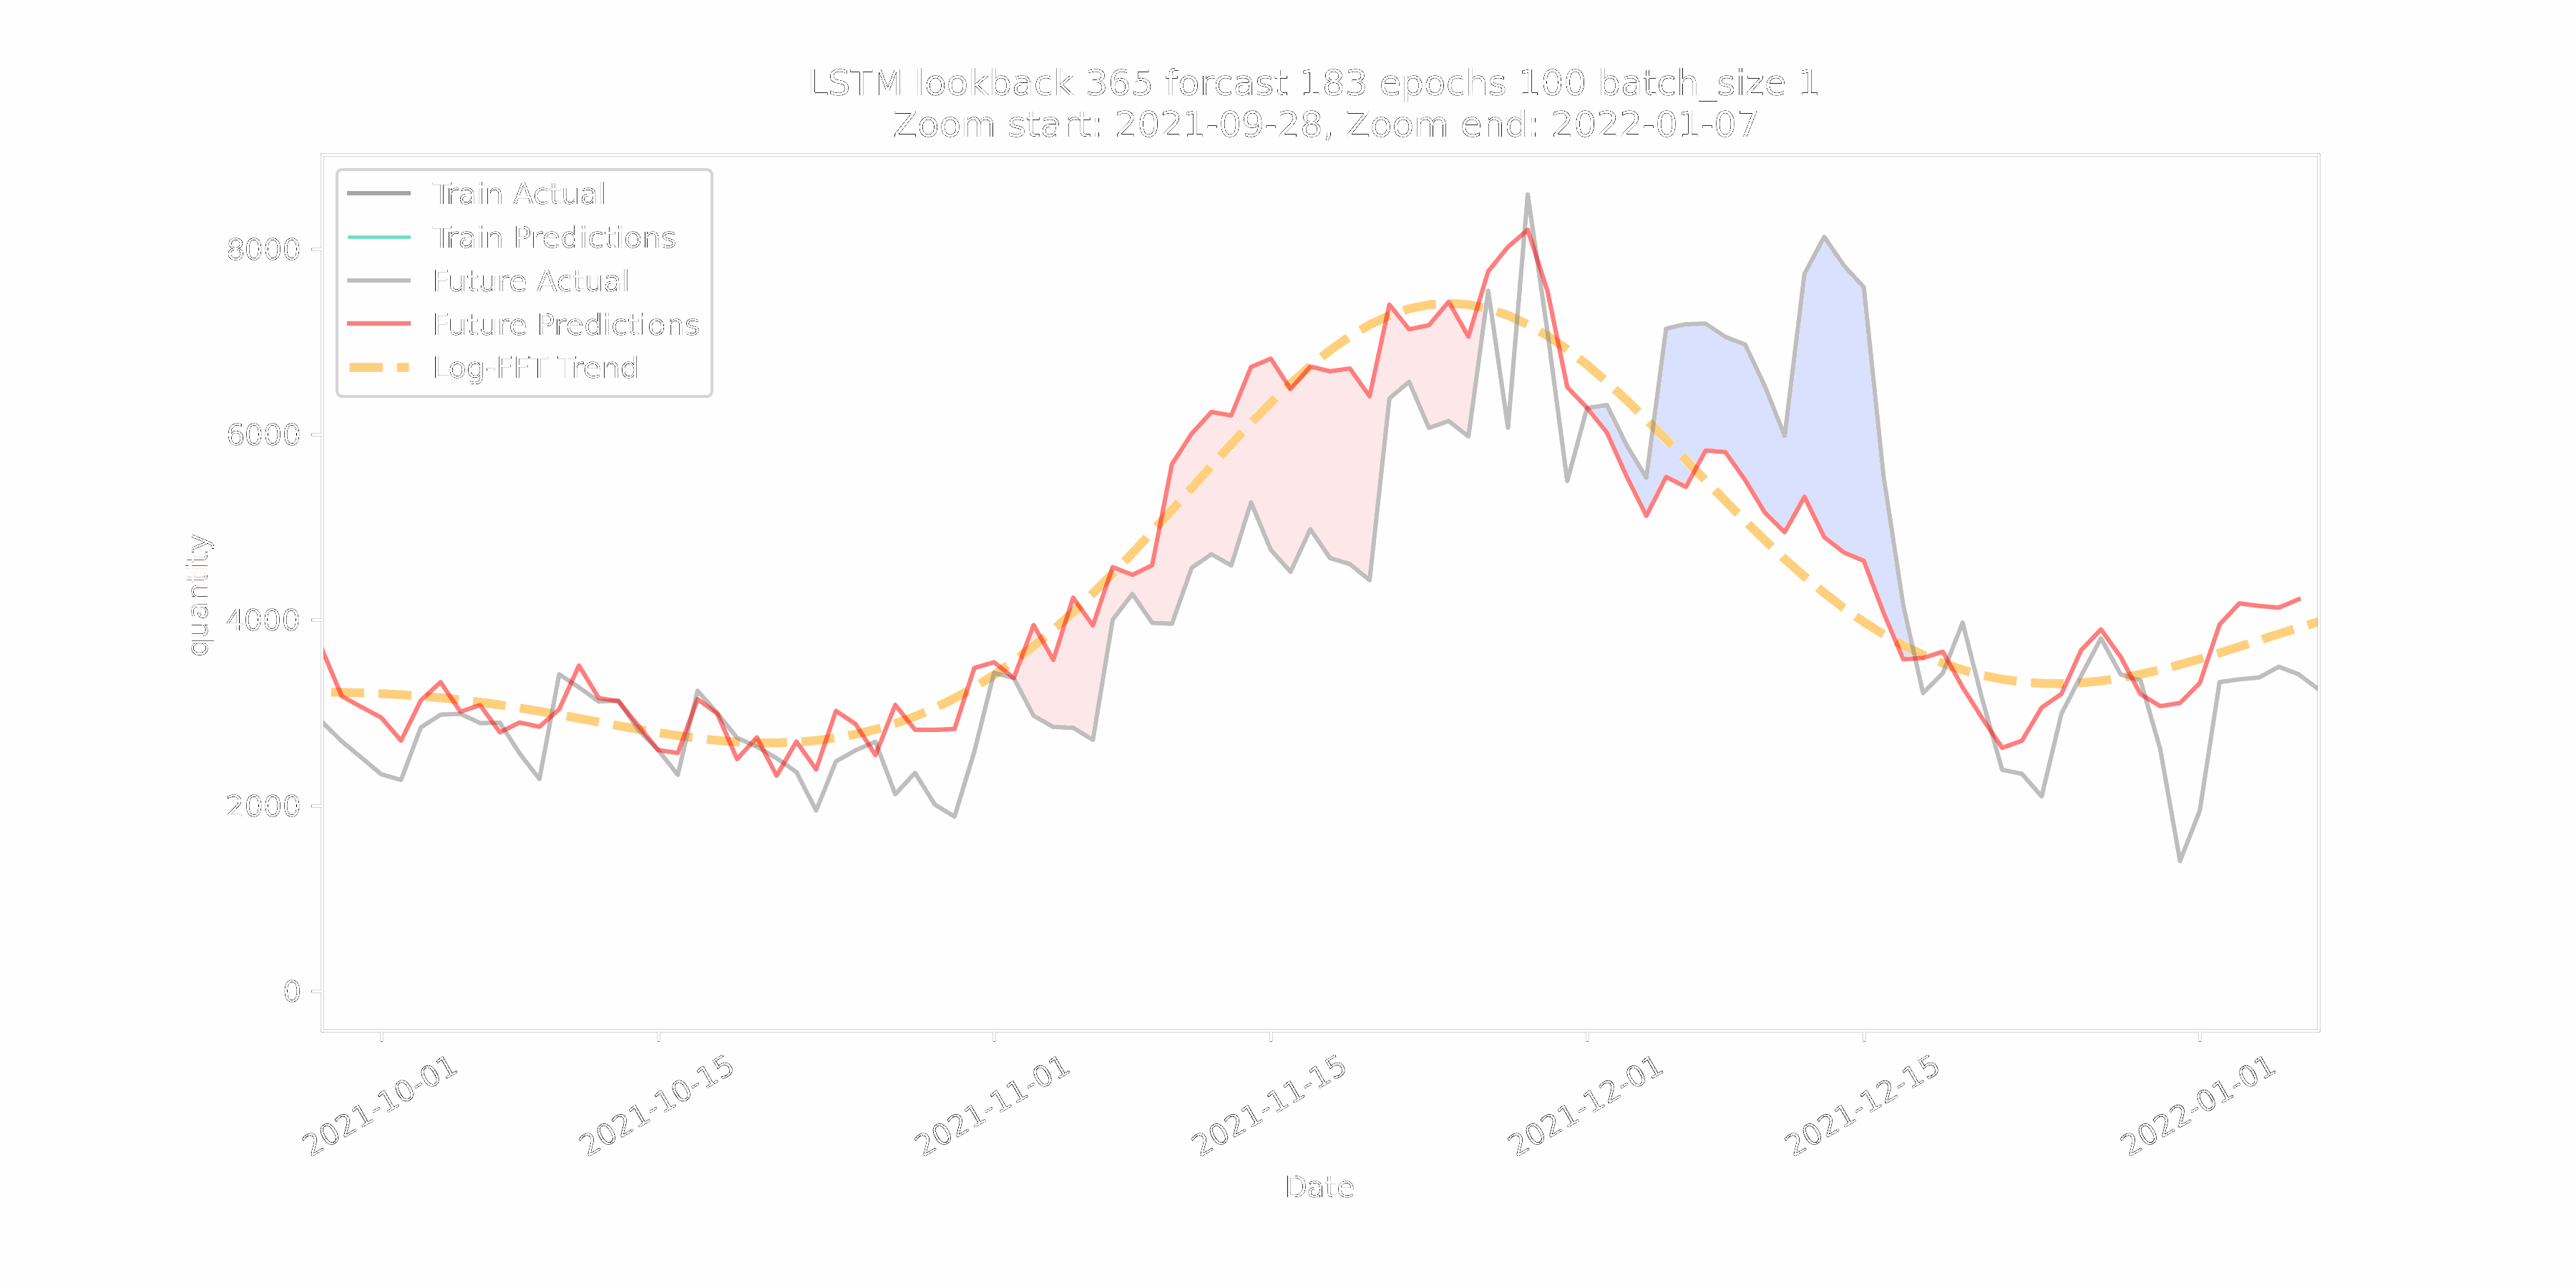 LSTM lookback 365 forcast 183 epochs 100 batch_size 1
Zoom start: 2021-09-28, Zoom end: 2022-01-07
Train Actual
Train Predictions
Future Actual
Future Predictions
Log-FFT Trend
8000
6000
4000
2000
0
quantity
2021-10-01
2021-10-15
2021-11-01
2021-11-15
2021-12-01
2021-12-15
2022-01-01
Date